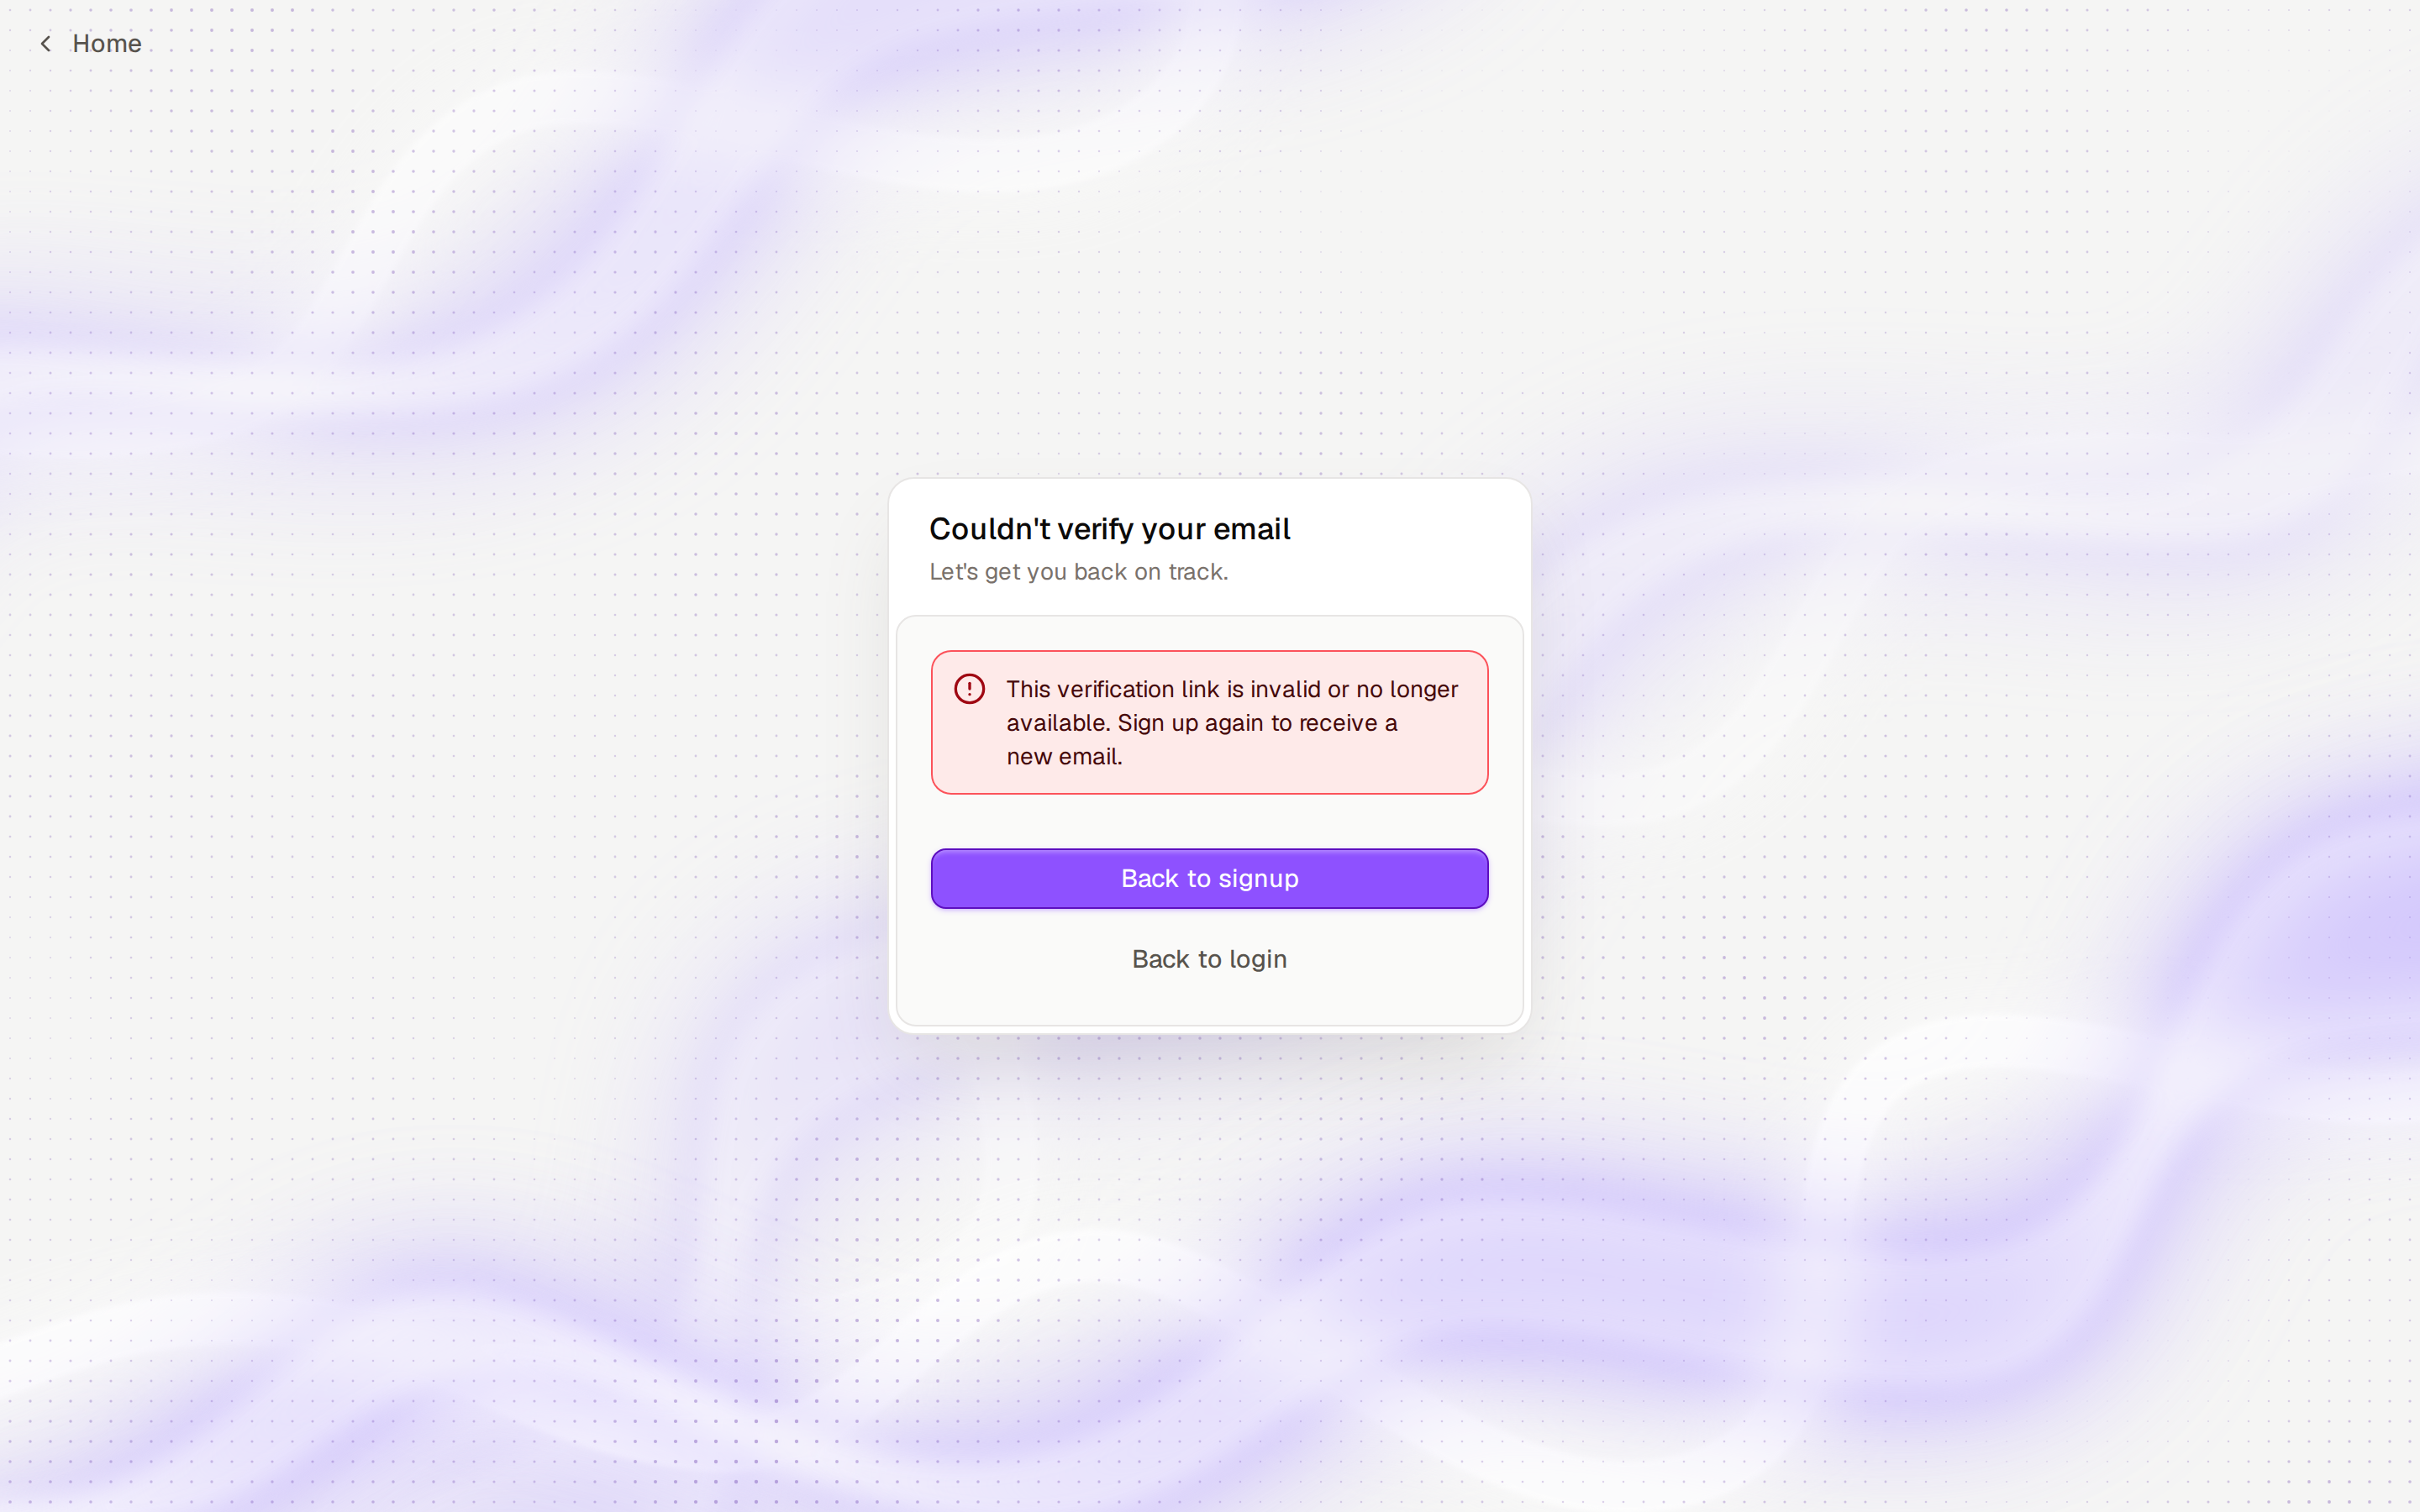 Home
Couldn't verify your email
Let's get you back on track.
This verification link is invalid or no longer
available. Sign up again to receive a
new email.
Back to signup
Back to login